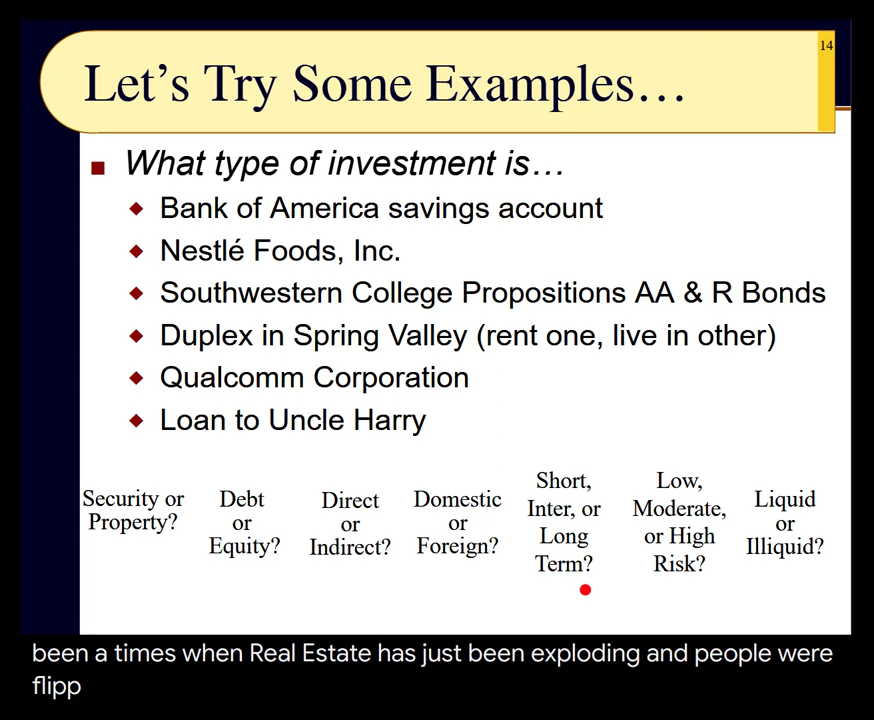 14
Let's Try Some Examples…
What type of investment is…
Bank of America savings account
Nestlé Foods, Inc.
Southwestern College Propositions AA & R Bonds
Duplex in Spring Valley (rent one, live in other)
Qualcomm Corporation
Loan to Uncle Harry
Security or
Property?
Debt
or
Equity?
Direct
or
Indirect?
Domestic
or
Foreign?
Short,
Inter, or
Long
Term?
Low,
Moderate,
or High
Risk?
Liquid
or
Illiquid?
been a times when Real Estate has just been exploding and people were
flipp